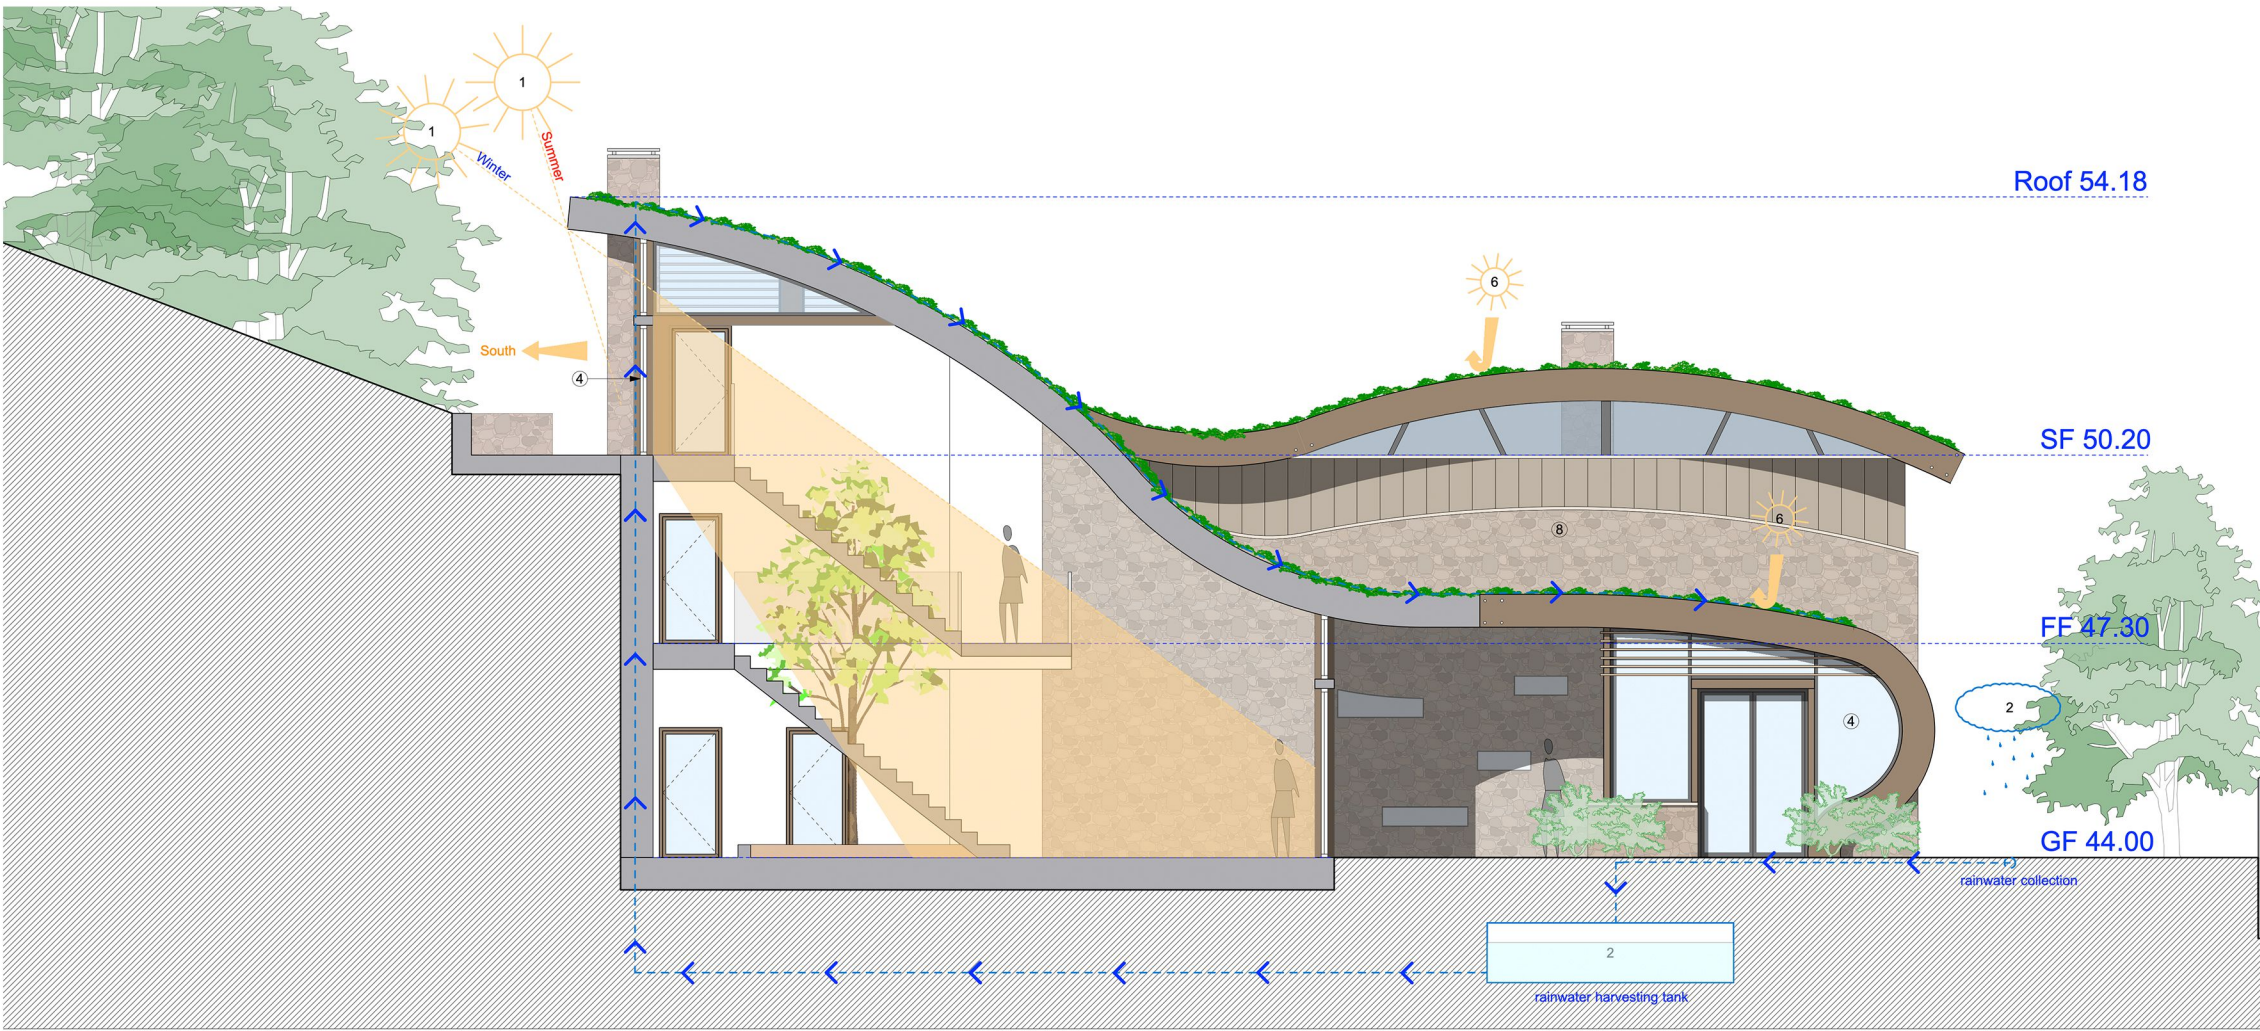 1
1
Summer
Winter
Roof 54.18
6
South
4
SF 50.20
6
8
FF 47.30
2
4
GF 44.00
rainwater collection
2
rainwater harvesting tank